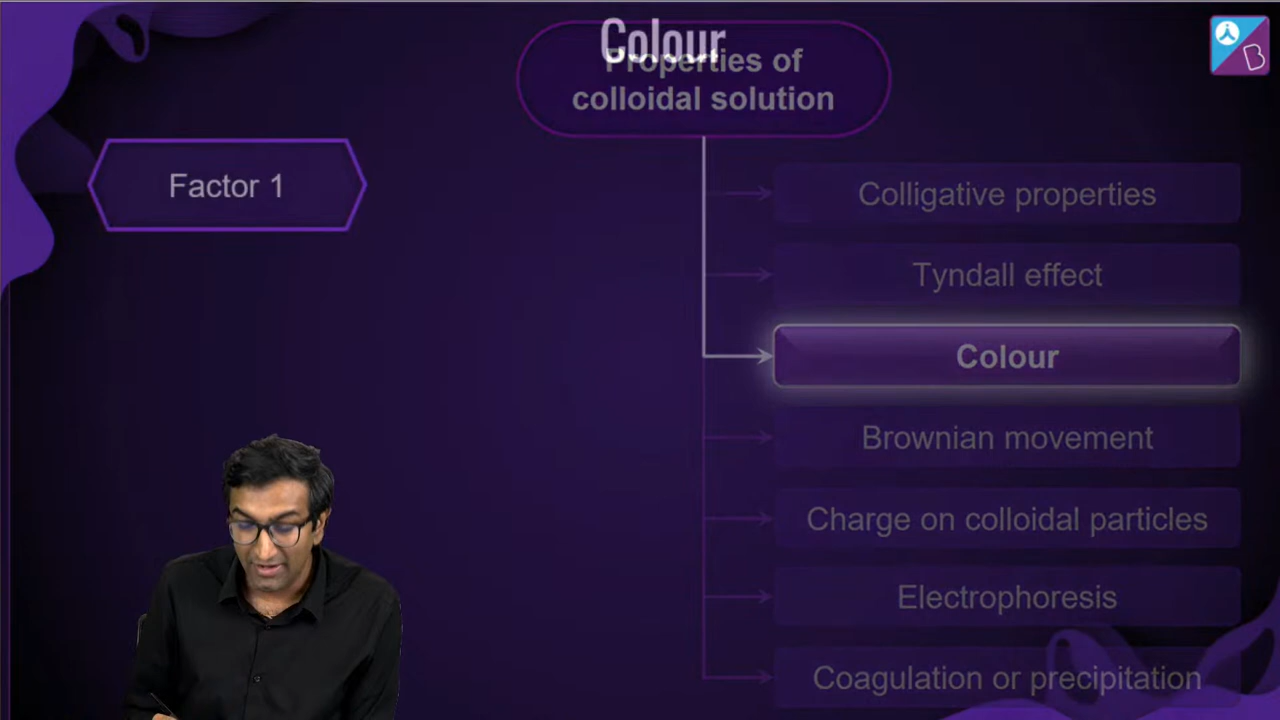 Colour
Properties of
colloidal solution
Factor 1
Colligative properties
Tyndall effect
Colour
Brownian movement
Charge on colloidal particles
Electrophoresis
Coagulation or precipitation
B